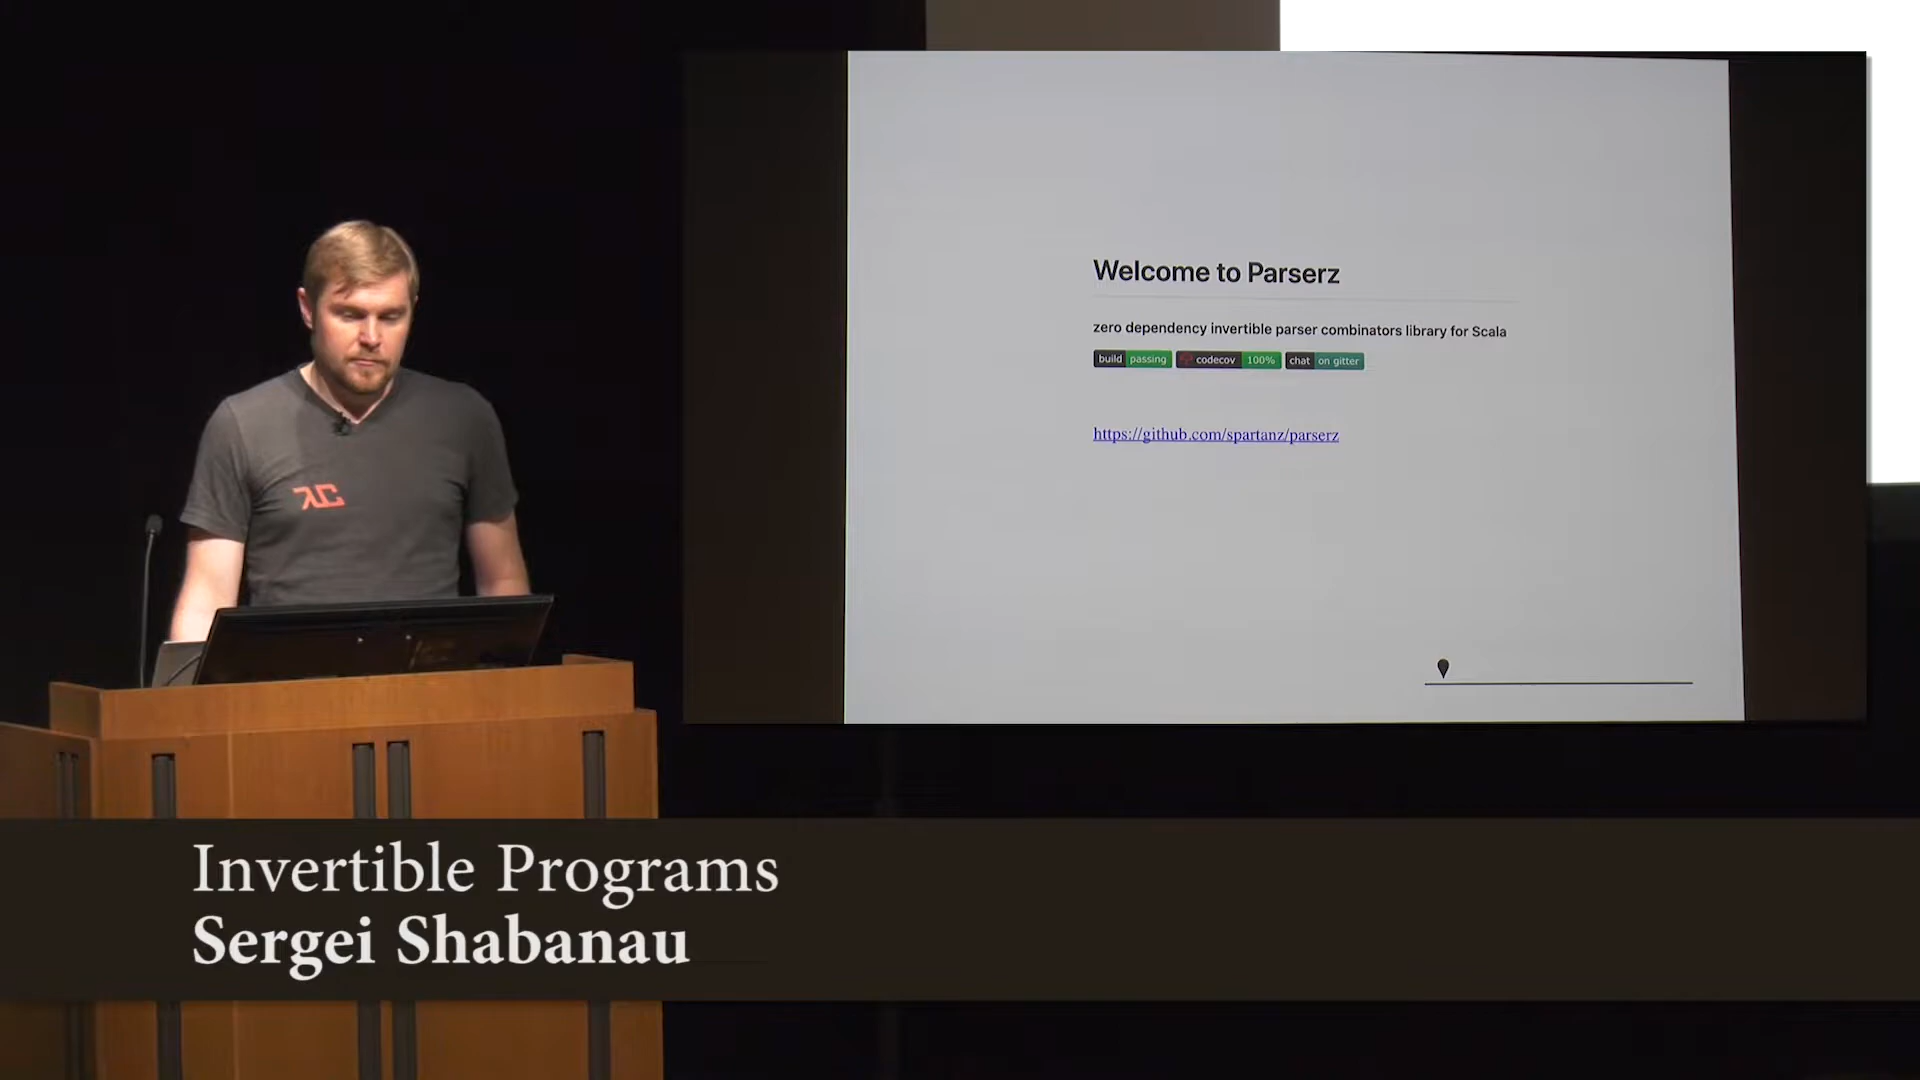 Welcome to Parserz
zero dependency invertible parser combinators library for Scala
build passing codecov 100% chat on gitter
https://github.com/spartanz/parserz
λC
Invertible Programs
Sergei Shabanau